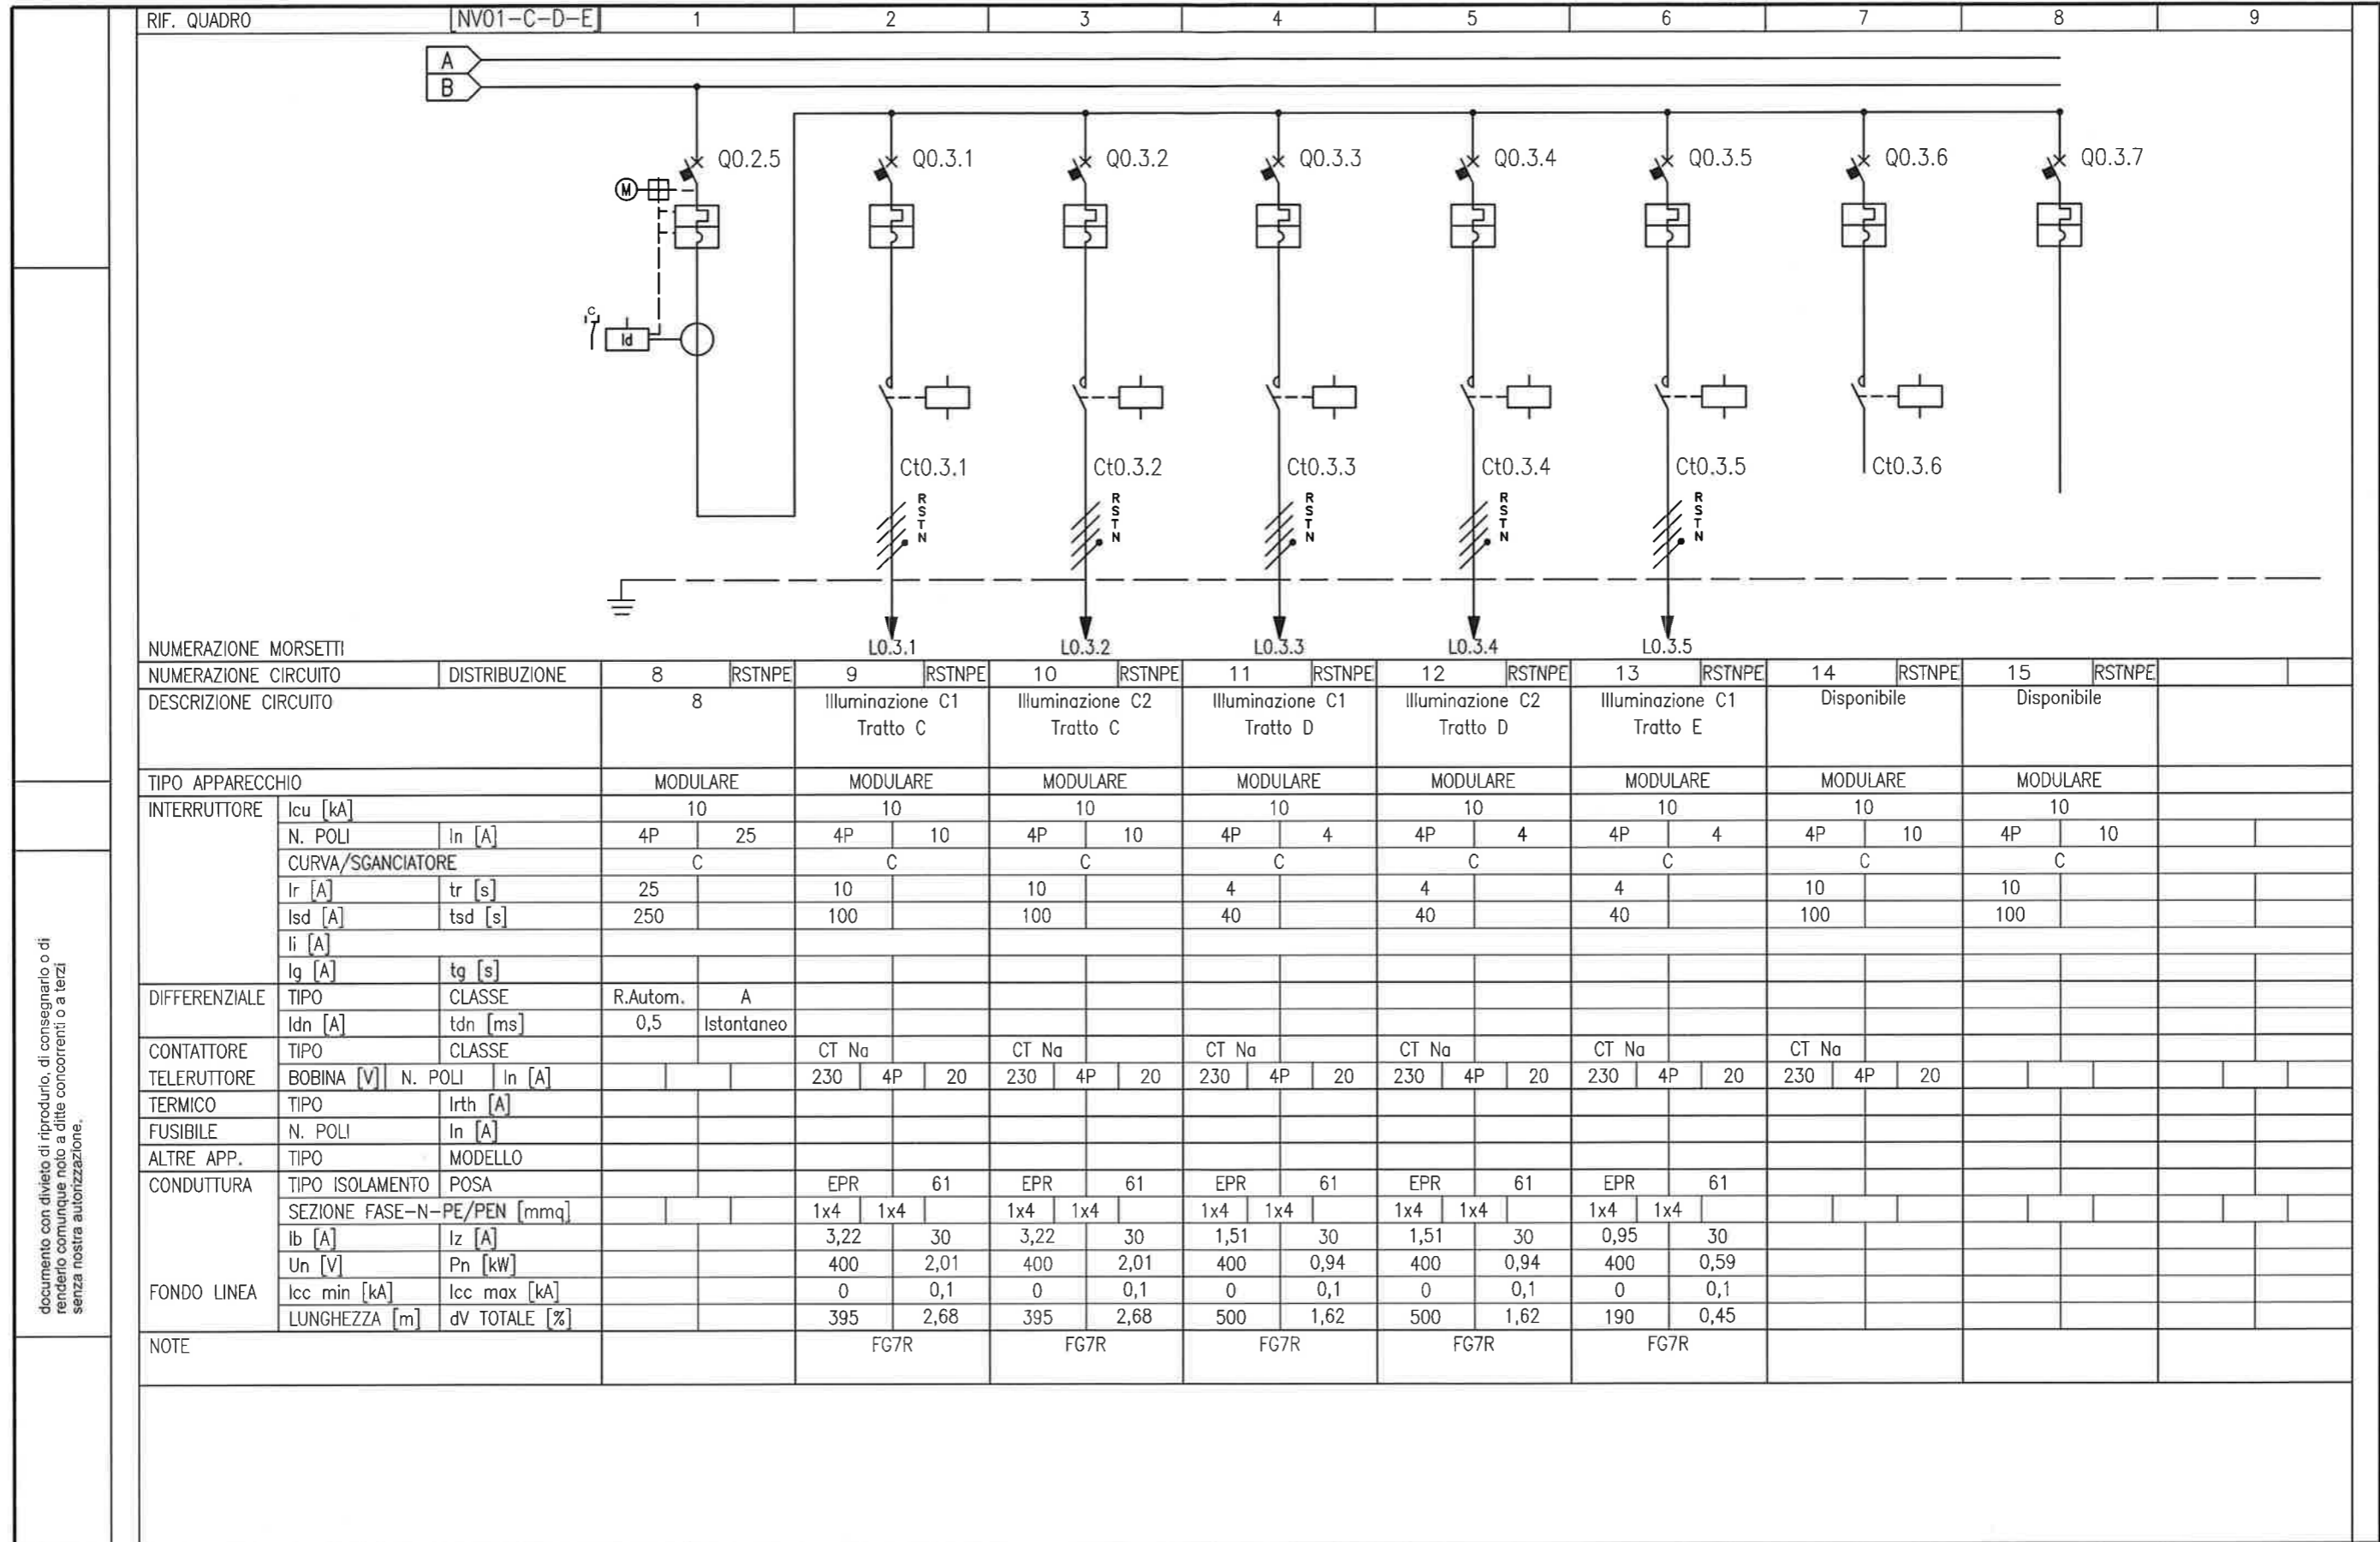 RIF. QUADRO [NV01-C-D-E] 1 2 3 4 5 6 7 8 9
A
B
Q0.2.5 Q0.3.1 Q0.3.2 Q0.3.3 Q0.3.4 Q0.3.5 Q0.3.6 Q0.3.7
M
C
Id
Ct0.3.1 Ct0.3.2 Ct0.3.3 Ct0.3.4 Ct0.3.5 Ct0.3.6
R R R R R
S S S S S
T T T T T
N N N N N
NUMERAZIONE MORSETTI L0.3.1 L0.3.2 L0.3.3 L0.3.4 L0.3.5
NUMERAZIONE CIRCUITO DISTRIBUZIONE 8 RSTNPE 9 RSTNPE 10 RSTNPE 11 RSTNPE 12 RSTNPE 13 RSTNPE 14 RSTNPE 15 RSTNPE
DESCRIZIONE CIRCUITO 8 Illuminazione C1 Illuminazione C2 Illuminazione C1 Illuminazione C2 Illuminazione C1 Disponibile Disponibile
Tratto C Tratto C Tratto D Tratto D Tratto E
TIPO APPARECCHIO MODULARE MODULARE MODULARE MODULARE MODULARE MODULARE MODULARE MODULARE
INTERRUTTORE Icu [kA] 10 10 10 10 10 10 10 10
N. POLI In [A] 4P 25 4P 10 4P 10 4P 4 4P 4 4P 4 4P 10 4P 10
CURVA/SGANCIATORE C C C C C C C C
Ir [A] tr [s] 25 10 10 4 4 4 10 10
Isd [A] tsd [s] 250 100 100 40 40 40 100 100
Ii [A]
Ig [A] tg [s]
DIFFERENZIALE TIPO CLASSE R.Autom. A
Idn [A] tdn [ms] 0,5 Istantaneo
CONTATTORE TIPO CLASSE CT Na CT Na CT Na CT Na CT Na CT Na
TELERUTTORE BOBINA [V] N. POLI In [A] 230 4P 20 230 4P 20 230 4P 20 230 4P 20 230 4P 20 230 4P 20
TERMICO TIPO Irth [A]
FUSIBILE N. POLI In [A]
ALTRE APP. TIPO MODELLO
CONDUTTURA TIPO ISOLAMENTO POSA EPR 61 EPR 61 EPR 61 EPR 61 EPR 61
SEZIONE FASE-N-PE/PEN [mmq] 1x4 1x4 1x4 1x4 1x4 1x4 1x4 1x4 1x4 1x4
Ib [A] Iz [A] 3,22 30 3,22 30 1,51 30 1,51 30 0,95 30
Un [V] Pn [kW] 400 2,01 400 2,01 400 0,94 400 0,94 400 0,59
FONDO LINEA Icc min [kA] Icc max [kA] 0 0,1 0 0,1 0 0,1 0 0,1 0 0,1
LUNGHEZZA [m] dV TOTALE [%] 395 2,68 395 2,68 500 1,62 500 1,62 190 0,45
NOTE FG7R FG7R FG7R FG7R FG7R
documento con divieto di riprodurlo, di consegnarlo o di
renderlo comunque noto a ditte concorrenti o a terzi
senza nostra autorizzazione.